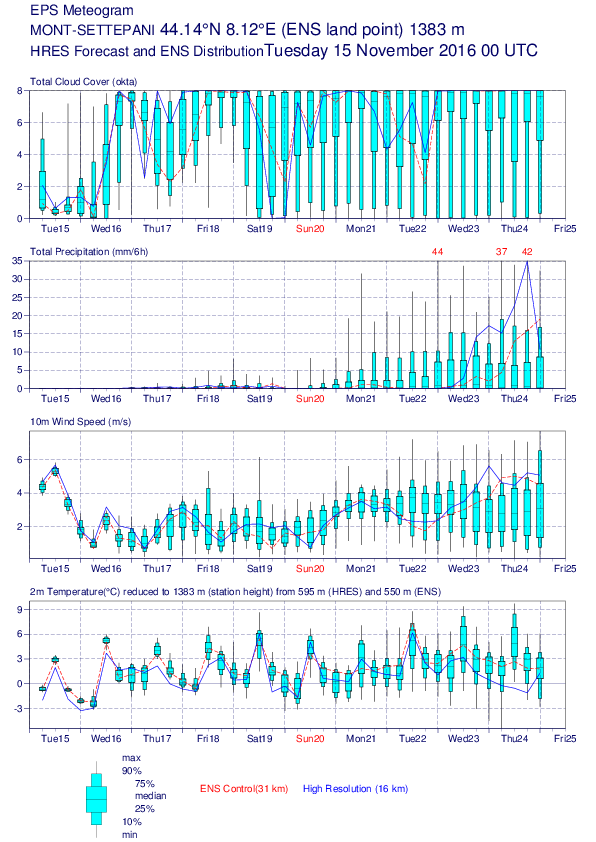 EPS Meteogram
MONT-SETTEPANI 44.14°N 8.12°E (ENS land point) 1383 m
HRES Forecast and ENS Distribution Tuesday 15 November 2016 00 UTC
Total Cloud Cover (okta)
8
6
4
2
0
Tue15 Wed16 Thu17 Fri18 Sat19 Sun20 Mon21 Tue22 Wed23 Thu24 Fri25
Total Precipitation (mm/6h)
44 37 42
35
30
25
20
15
10
5
0
Tue15 Wed16 Thu17 Fri18 Sat19 Sun20 Mon21 Tue22 Wed23 Thu24 Fri25
10m Wind Speed (m/s)
6
4
2
Tue15 Wed16 Thu17 Fri18 Sat19 Sun20 Mon21 Tue22 Wed23 Thu24 Fri25
2m Temperature(°C) reduced to 1383 m (station height) from 595 m (HRES) and 550 m (ENS)
9
6
3
0
-3
Tue15 Wed16 Thu17 Fri18 Sat19 Sun20 Mon21 Tue22 Wed23 Thu24 Fri25
max
90%
75%
median
25%
10%
min
ENS Control(31 km) High Resolution (16 km)